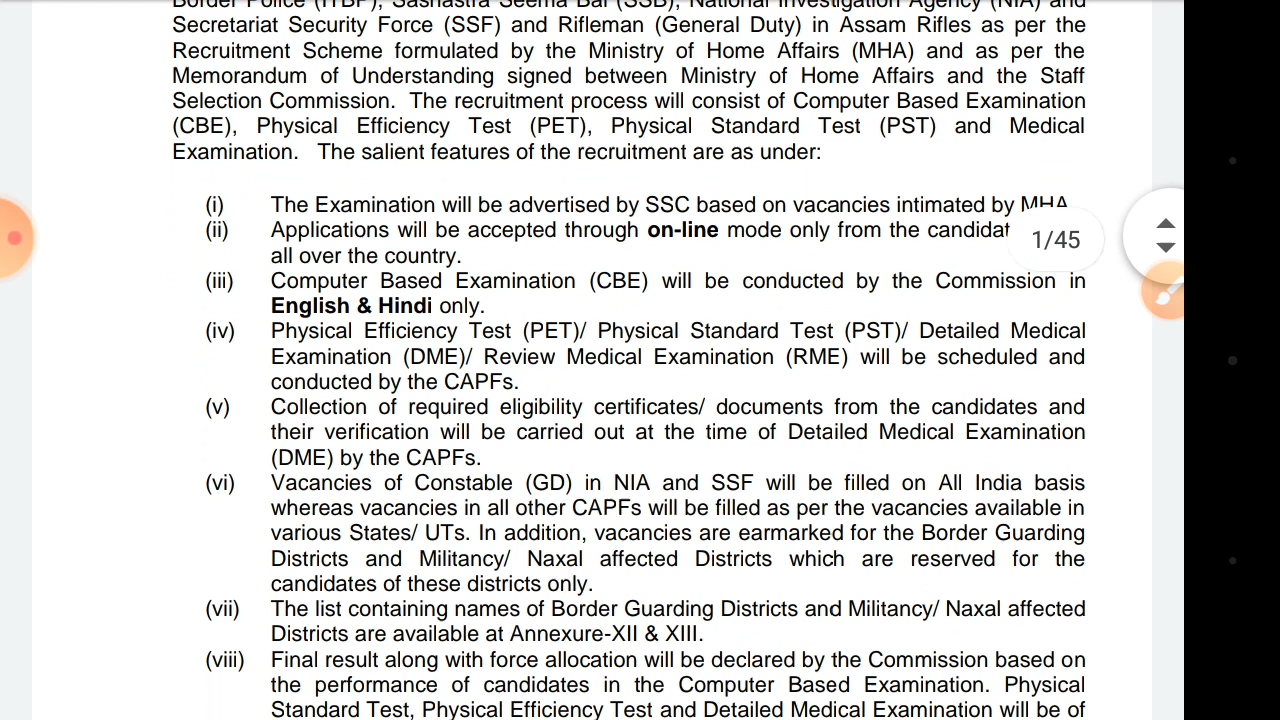 Border Police (ITBP), Sashastra Seema Bal (SSB), National Investigation Agency (NIA) and
Secretariat Security Force (SSF) and Rifleman (General Duty) in Assam Rifles as per the
Recruitment Scheme formulated by the Ministry of Home Affairs (MHA) and as per the
Memorandum of Understanding signed between Ministry of Home Affairs and the Staff
Selection Commission. The recruitment process will consist of Computer Based Examination
(CBE), Physical Efficiency Test (PET), Physical Standard Test (PST) and Medical
Examination. The salient features of the recruitment are as under:
(i) The Examination will be advertised by SSC based on vacancies intimated by MHA
(ii) Applications will be accepted through on-line mode only from the candidat
1/45
all over the country.
(iii) Computer Based Examination (CBE) will be conducted by the Commission in
English & Hindi only.
(iv) Physical Efficiency Test (PET)/ Physical Standard Test (PST)/ Detailed Medical
Examination (DME)/ Review Medical Examination (RME) will be scheduled and
conducted by the CAPFs.
(v) Collection of required eligibility certificates/ documents from the candidates and
their verification will be carried out at the time of Detailed Medical Examination
(DME) by the CAPFs.
(vi) Vacancies of Constable (GD) in NIA and SSF will be filled on All India basis
whereas vacancies in all other CAPFs will be filled as per the vacancies available in
various States/ UTs. In addition, vacancies are earmarked for the Border Guarding
Districts and Militancy/ Naxal affected Districts which are reserved for the
candidates of these districts only.
(vii) The list containing names of Border Guarding Districts and Militancy/ Naxal affected
Districts are available at Annexure-XII & XIII.
(viii) Final result along with force allocation will be declared by the Commission based on
the performance of candidates in the Computer Based Examination. Physical
Standard Test, Physical Efficiency Test and Detailed Medical Examination will be of